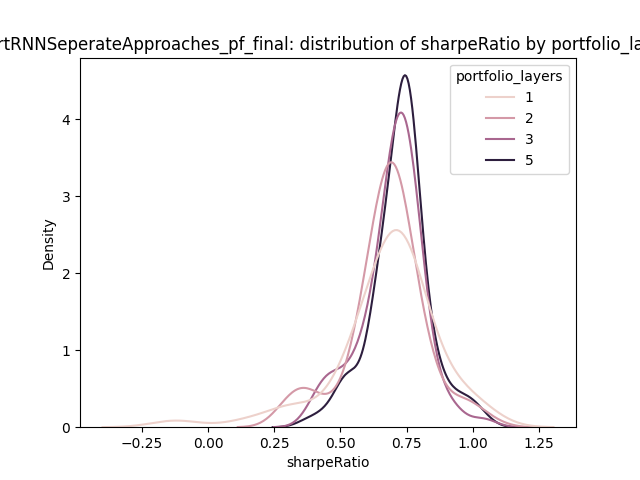 rtRNNSeperateApproaches_pf_final: distribution of sharpeRatio by portfolio_la
portfolio_layers
1
2
3
5
4
3
2
1
0
Density
−0.25 0.00 0.25 0.50 0.75 1.00 1.25
sharpeRatio